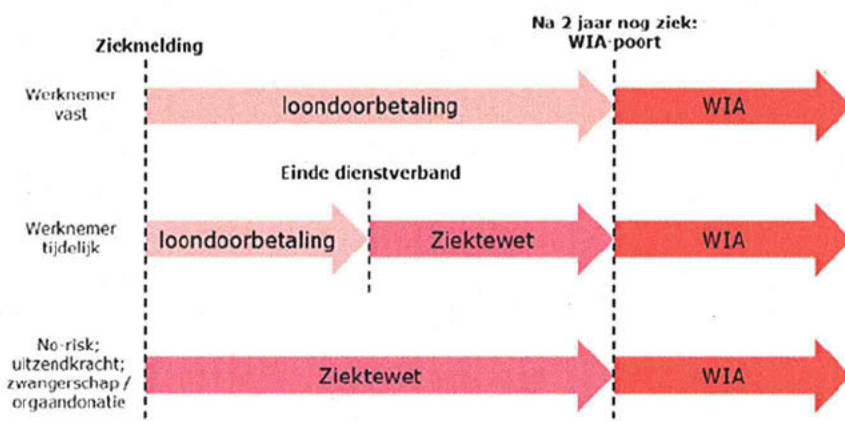 Na 2 jaar nog ziek:
WIA-poort
Ziekmelding
Werknemer
vast
loondoorbetaling
WIA
Einde dienstverband
Werknemer
tijdelijk
loondoorbetaling
Ziektewet
WIA
No-risk;
uitzendkracht;
zwangerschap /
orgaandonatie
Ziektewet
WIA